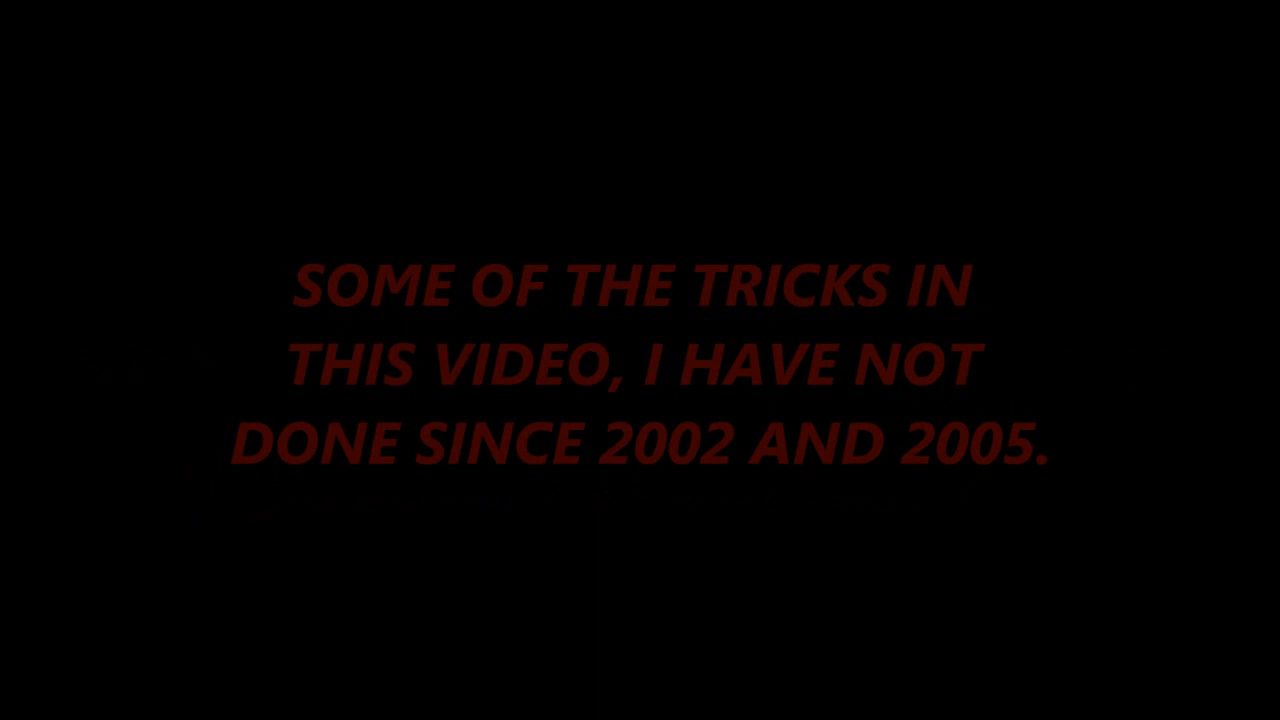 SOME OF THE TRICKS IN
THIS VIDEO, I HAVE NOT
DONE SINCE 2002 AND 2005.